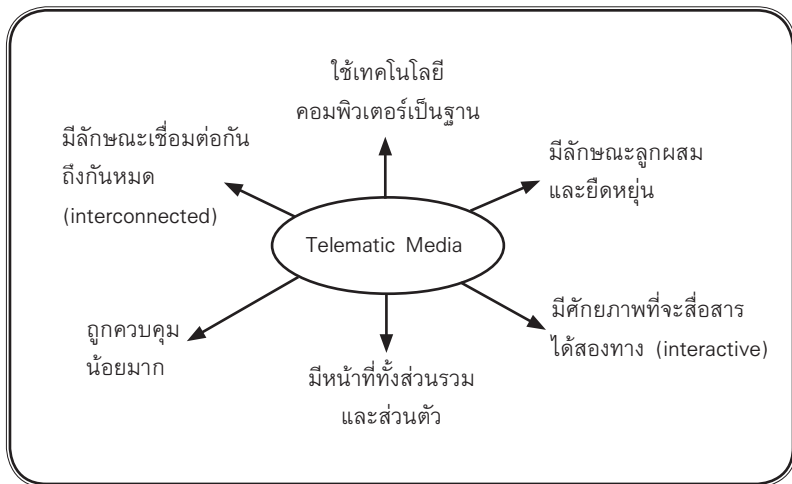 ใช้เทคโนโลยี
คอมพิวเตอร์เป็นฐาน
มีลักษณะเชื่อมต่อกัน
ถึงกันหมด
(interconnected)
มีลักษณะลูกผสม
และยืดหยุ่น
Telematic Media
ถูกควบคุม
น้อยมาก
มีหน้าที่ทั้งส่วนรวม
และส่วนตัว
มีศักยภาพที่จะสื่อสาร
ได้สองทาง (interactive)